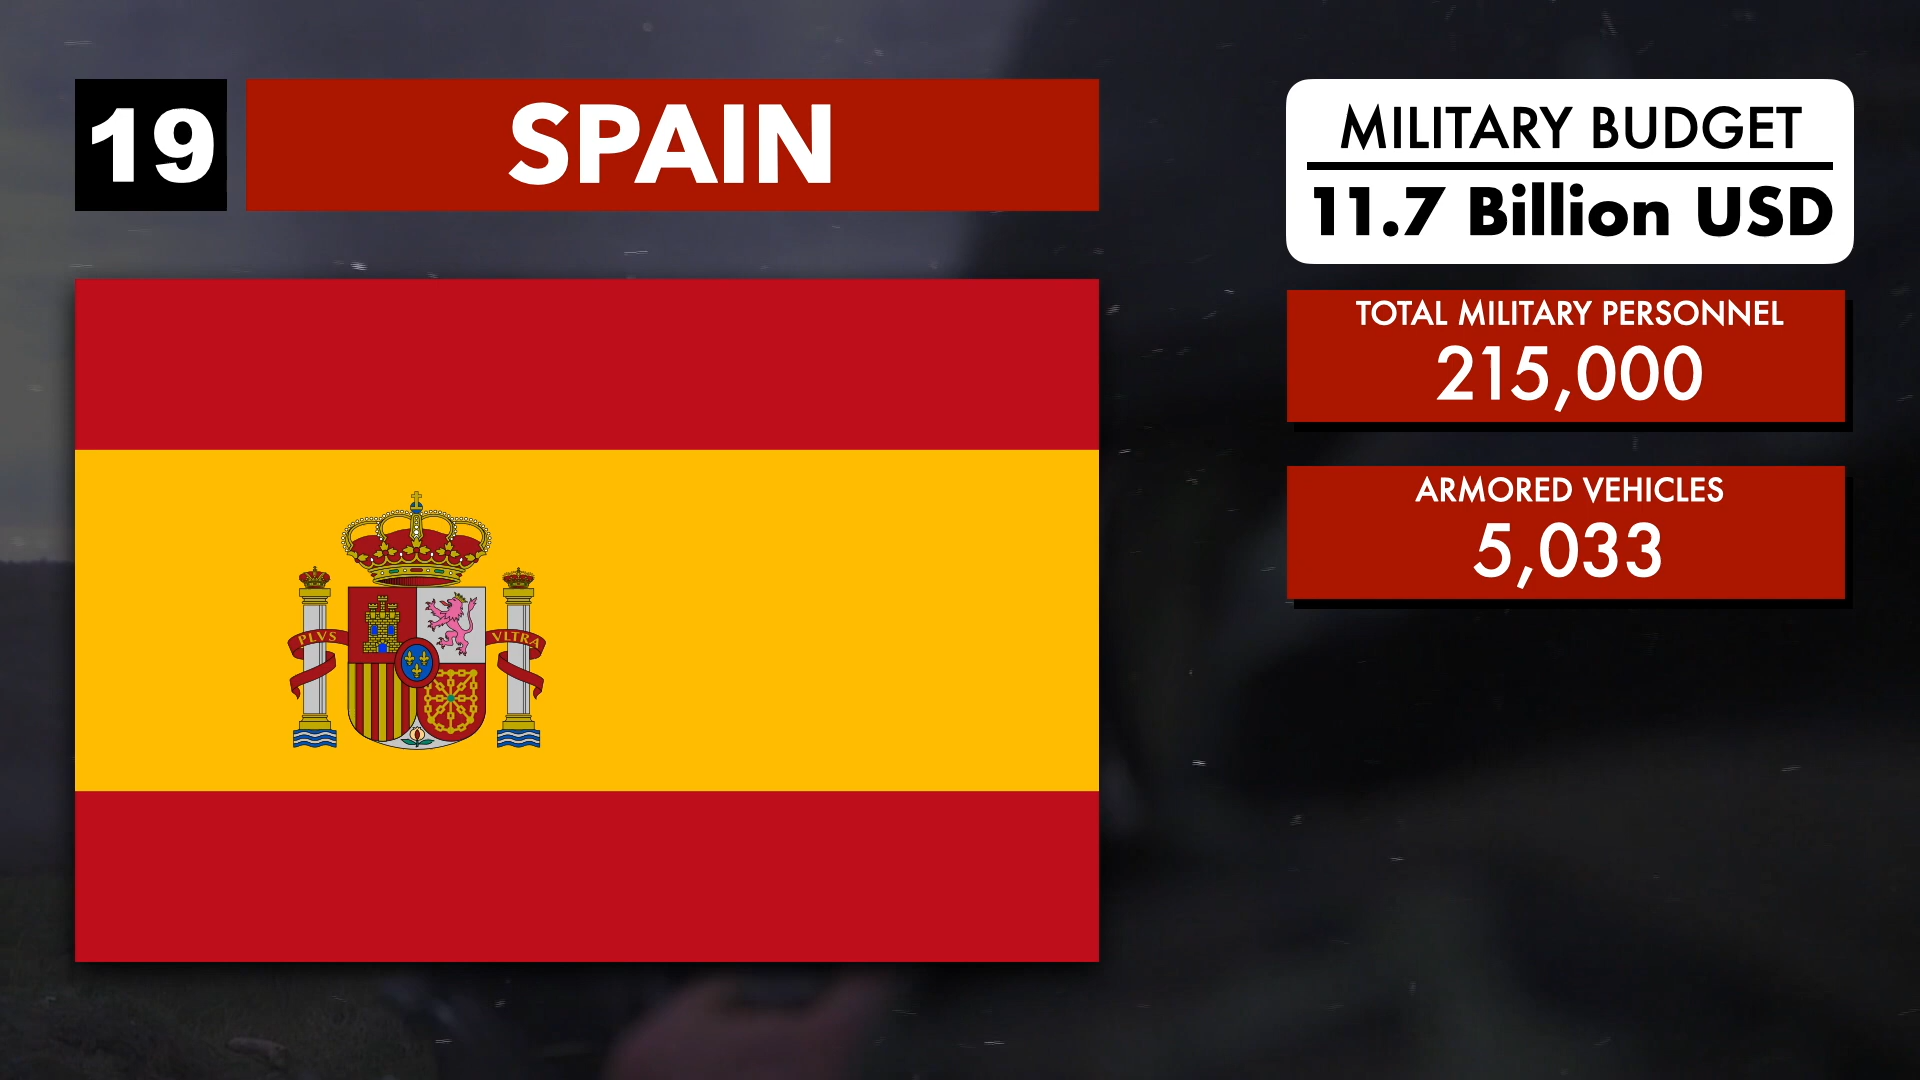 19
SPAIN
MILITARY BUDGET
11.7 Billion USD
TOTAL MILITARY PERSONNEL
215,000
ARMORED VEHICLES
5,033
PLVS
VLTRA